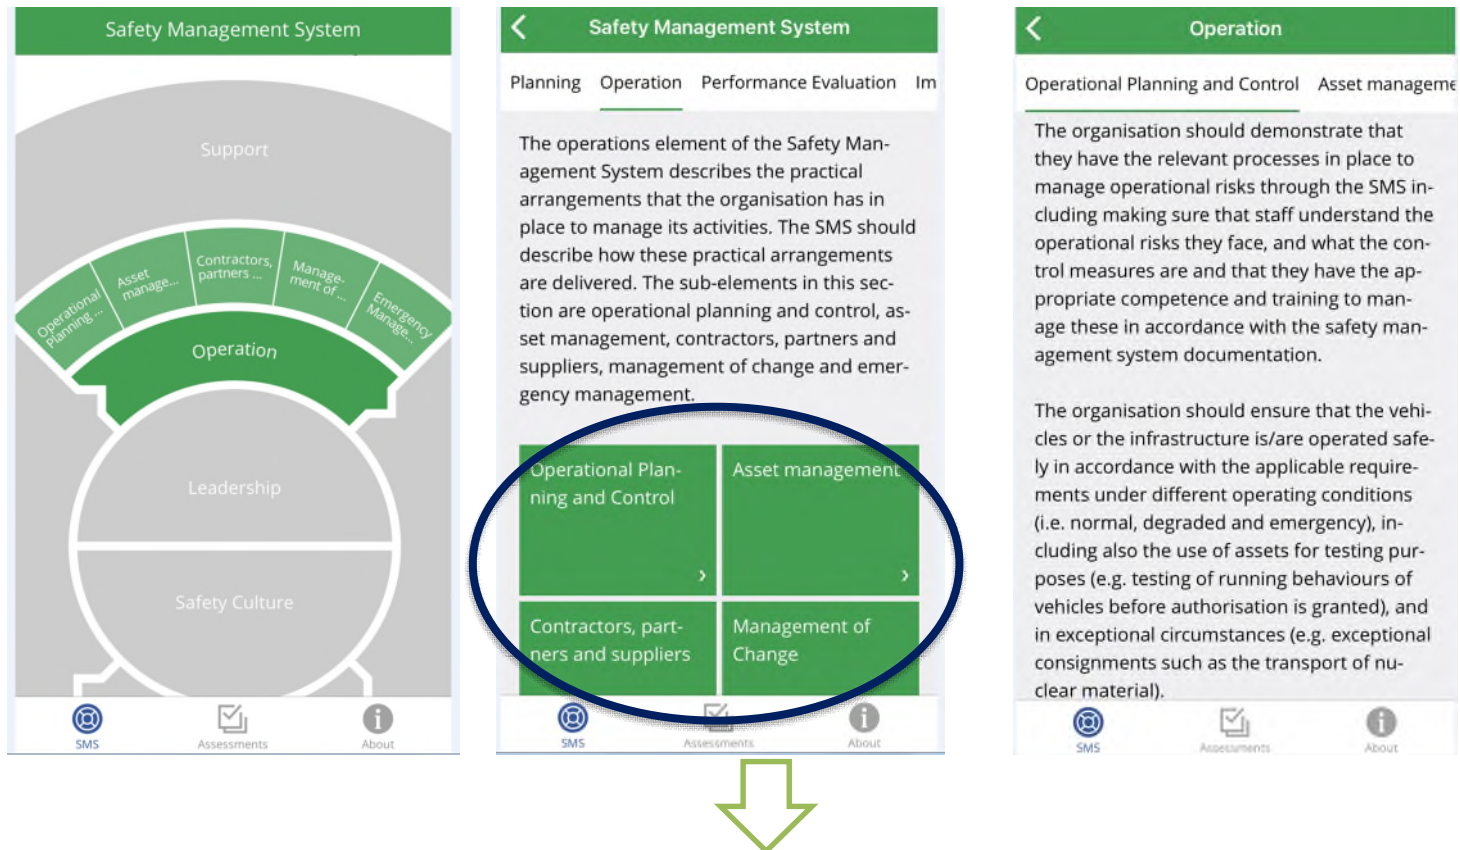 Safety Management System
Support
Operational
Planning ...
Asset
manage...
Contractors,
partners ...
Manage-
ment of ...
Emergency
Manage...
Operation
Leadership
Safety Culture
SMS
Assessments
About
Safety Management System
Planning Operation Performance Evaluation Im
The operations element of the Safety Man-
agement System describes the practical
arrangements that the organisation has in
place to manage its activities. The SMS should
describe how these practical arrangements
are delivered. The sub-elements in this sec-
tion are operational planning and control, as-
set management, contractors, partners and
suppliers, management of change and emer-
gency management.
Operational Plan-
ning and Control
Asset management
Contractors, part-
ners and suppliers
Management of
Change
SMS
Assessments
About
Operation
Operational Planning and Control Asset manageme
The organisation should demonstrate that
they have the relevant processes in place to
manage operational risks through the SMS in-
cluding making sure that staff understand the
operational risks they face, and what the con-
trol measures are and that they have the ap-
propriate competence and training to man-
age these in accordance with the safety man-
agement system documentation.
The organisation should ensure that the vehi-
cles or the infrastructure is/are operated safe-
ly in accordance with the applicable require-
ments under different operating conditions
(i.e. normal, degraded and emergency), in-
cluding also the use of assets for testing pur-
poses (e.g. testing of running behaviours of
vehicles before authorisation is granted), and
in exceptional circumstances (e.g. exceptional
consignments such as the transport of nu-
clear material).
SMS
Assessments
About